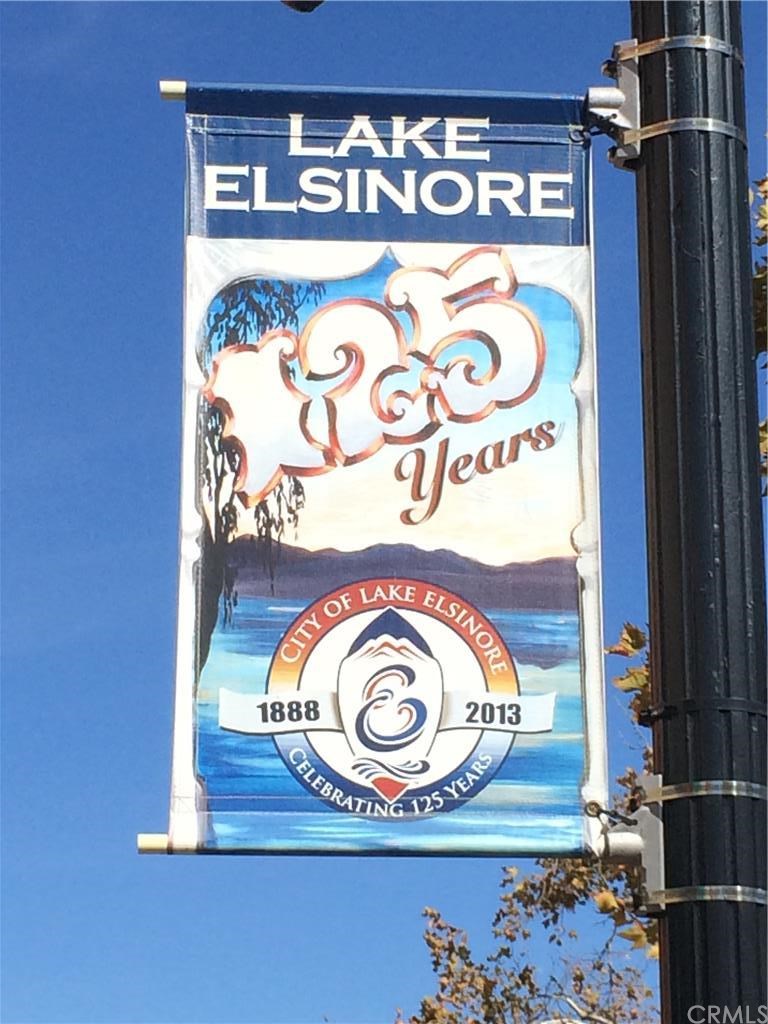 LAKE
ELSINORE
125
Years
CITY OF LAKE ELSINORE
1888 2013
CELEBRATING 125 YEARS
CRMLS